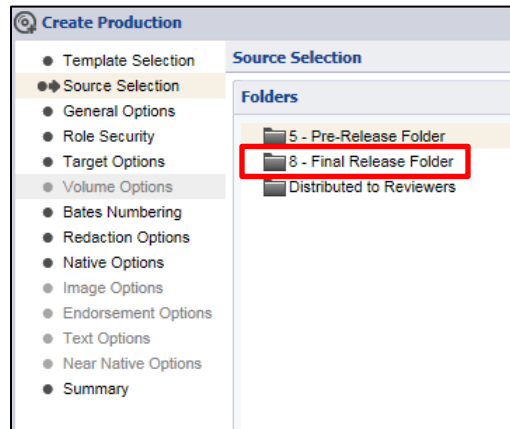 Create Production
Template Selection
Source Selection
General Options
Role Security
Target Options
Volume Options
Bates Numbering
Redaction Options
Native Options
Image Options
Endorsement Options
Text Options
Near Native Options
Summary
Source Selection
Folders
5 - Pre-Release Folder
8 - Final Release Folder
Distributed to Reviewers